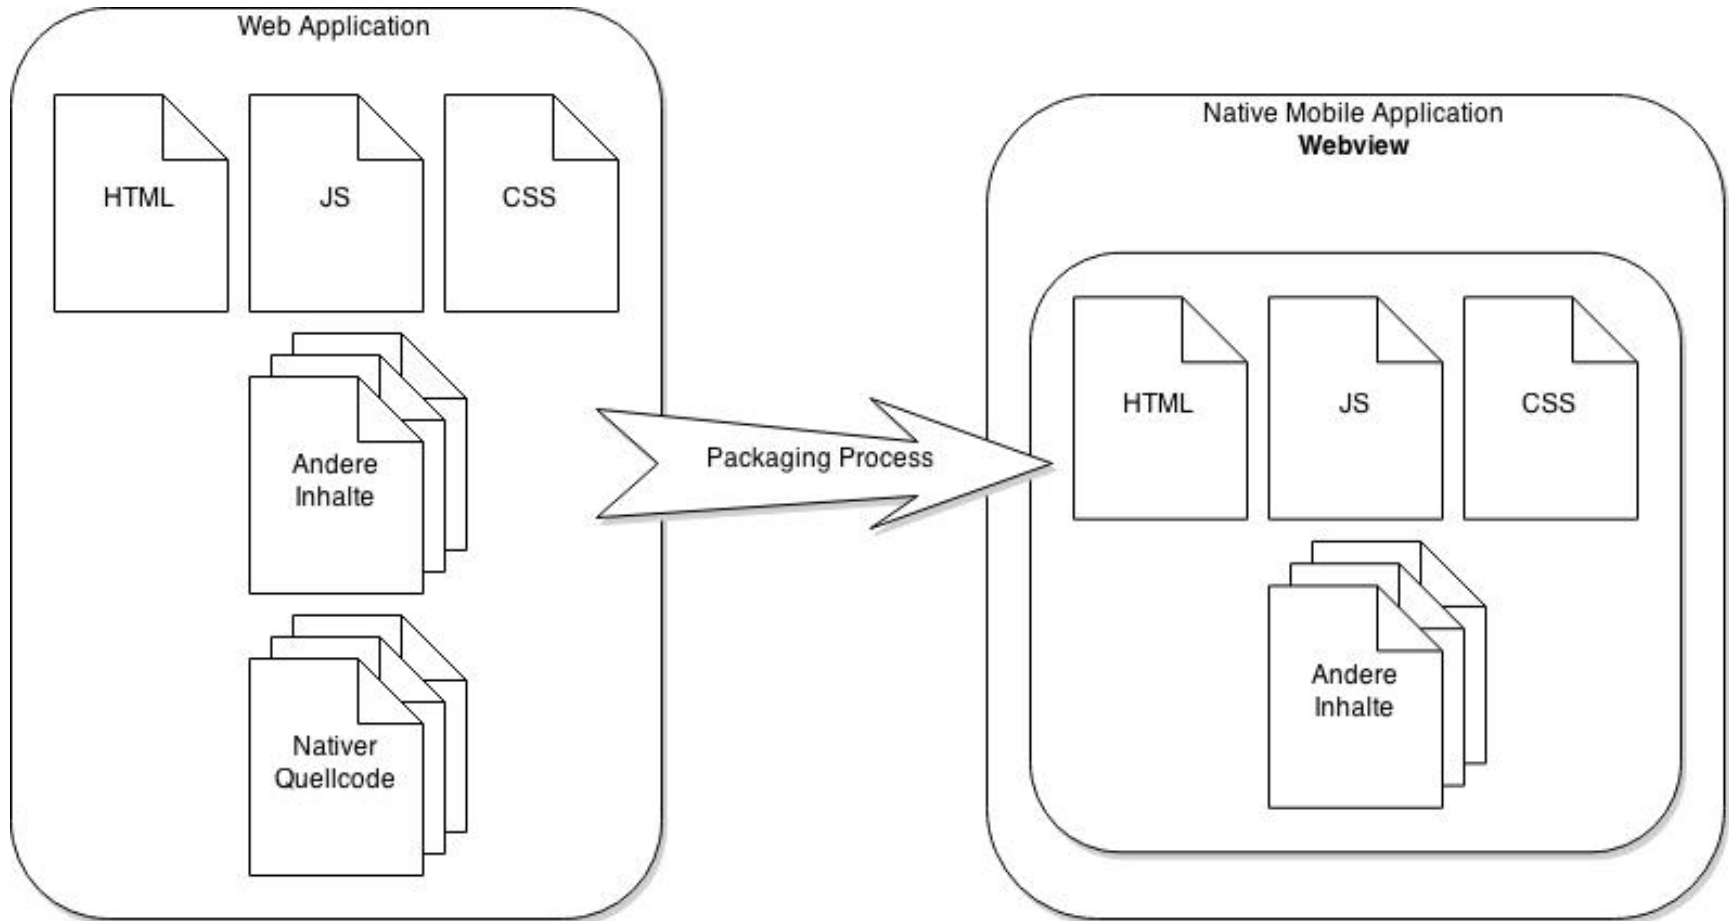 Web Application
HTML
JS
CSS
Andere
Inhalte
Nativer
Quellcode
Packaging Process
Native Mobile Application
Webview
HTML
JS
CSS
Andere
Inhalte